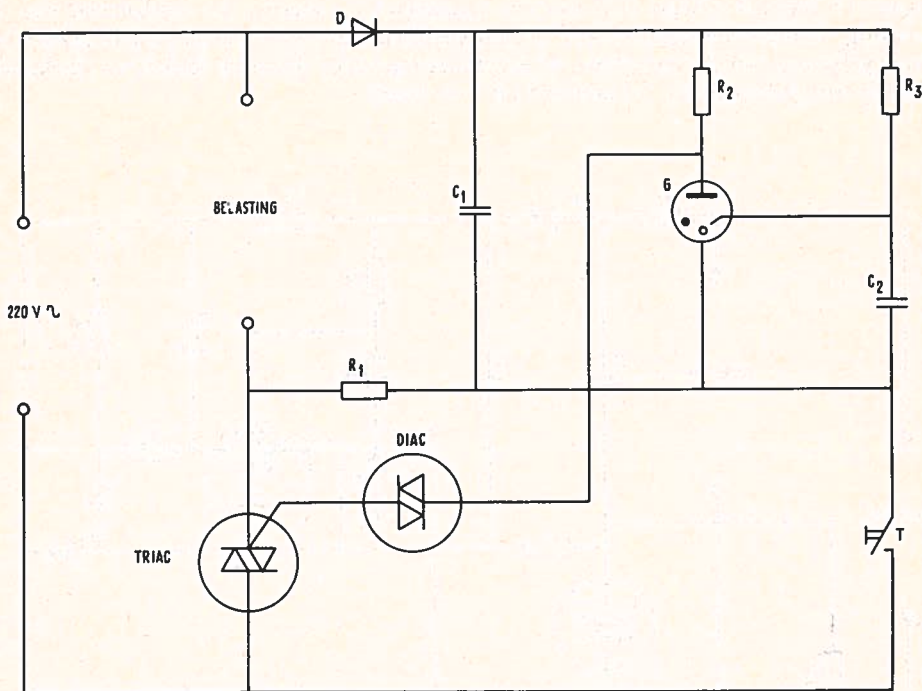 D
R2
R3
G
BELASTING
C1
C2
220 V ~
R1
DIAC
TRIAC
T